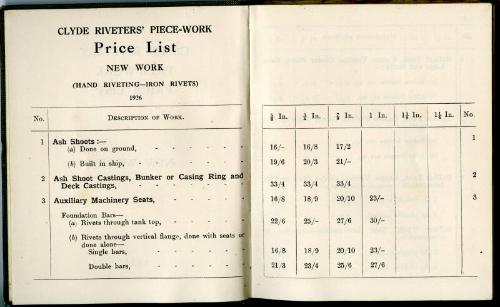 CLYDE RIVETERS' PIECE-WORK
Price List
NEW WORK
(HAND RIVETING—IRON RIVETS)
1926
No. Description of Work. ⅝ In. ¾ In. ⅞ In. 1 In. 1⅛ In. 1¼ In. No.
1 Ash Shoots:— 1
(a) Done on ground, - - - - - 16/- 16/8 17/2
(b) Built in ship, - - - - - 19/6 20/3 21/-
2 Ash Shoot Castings, Bunker or Casing Ring and 2
Deck Castings, - - - - - 33/4 33/4 33/4
3 Auxiliary Machinery Seats, - - - - 16/8 18/9 20/10 23/- 3
Foundation Bars—
(a) Rivets through tank top, - - - - 22/6 25/- 27/6 30/-
(b) Rivets through vertical flange, done with seats or
done alone—
Single bars, - - - - - 16/8 18/9 20/10 23/-
Double bars, - - - - - 21/3 23/4 25/6 27/6